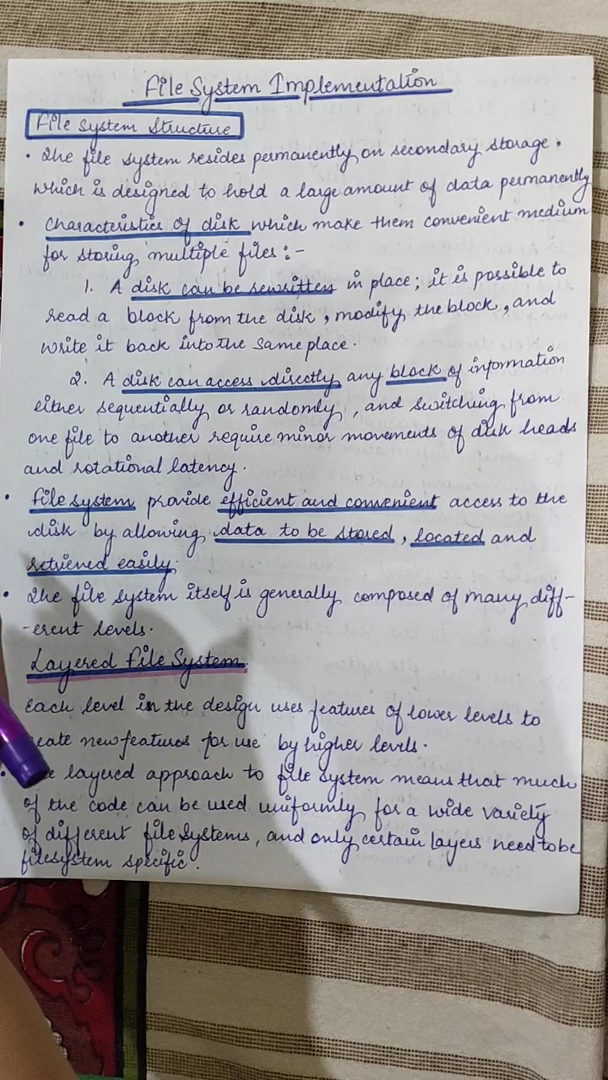 File System Implementation
File System Structure
• The file system resides permanently on secondary storage.
which is designed to hold a large amount of data permanently
• Characteristics of disk which make them convenient medium
for storing multiple files :-
1. A disk can be rewritten in place; it is possible to
read a block from the disk, modify the block, and
write it back into the same place.
2. A disk can access directly any block of information
either sequentially or randomly, and switching from
one file to another require minor movements of disk heads
and rotational latency.
• File system provide efficient and convenient access to the
disk by allowing data to be stored, located and
retrieved easily.
• The file system itself is generally composed of many diff-
-erent levels.
Layered File System
Each level in the design uses features of lower levels to
eate new features for use by higher levels.
• e layered approach to file system means that much
of the code can be used uniformly for a wide variety
of different file systems, and only certain layers need to be
filesystem specific.